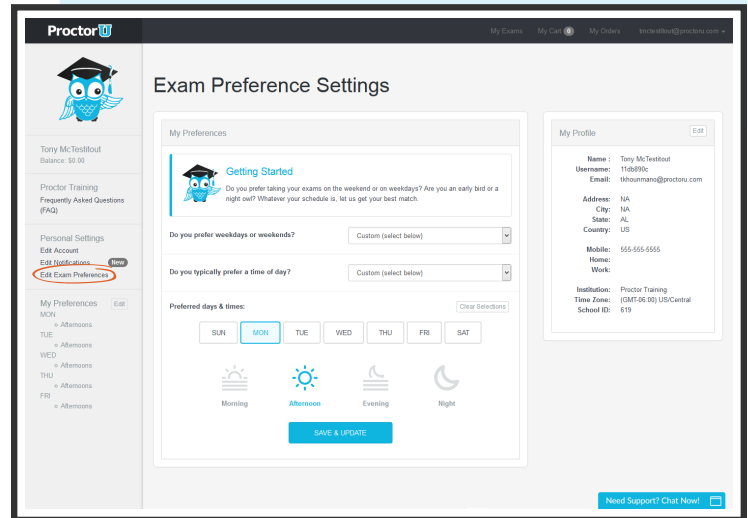 ProctorU
My Exams My Cart 0 My Orders tmctestitout@proctoru.com
Tony McTestitout
Balance: $0.00
Proctor Training
Frequently Asked Questions
(FAQ)
Personal Settings
Edit Account
Edit Notifications New
Edit Exam Preferences
My Preferences Edit
MON
Afternoons
TUE
Afternoons
WED
Afternoons
THU
Afternoons
FRI
Afternoons
Exam Preference Settings
My Preferences
Getting Started
Do you prefer taking your exams on the weekend or on weekdays? Are you an early bird or a
night owl? Whatever your schedule is, let us get your best match.
Do you prefer weekdays or weekends? Custom (select below)
Do you typically prefer a time of day? Custom (select below)
Preferred days & times: Clear Selections
SUN MON TUE WED THU FRI SAT
Morning Afternoon Evening Night
SAVE & UPDATE
My Profile Edit
Name : Tony McTestitout
Username: 11db890c
Email: tkhounmano@proctoru.com
Address: NA
City: NA
State: AL
Country: US
Mobile: 555-555-5555
Home:
Work:
Institution: Proctor Training
Time Zone: (GMT-06:00) US/Central
School ID: 619
Need Support? Chat Now!